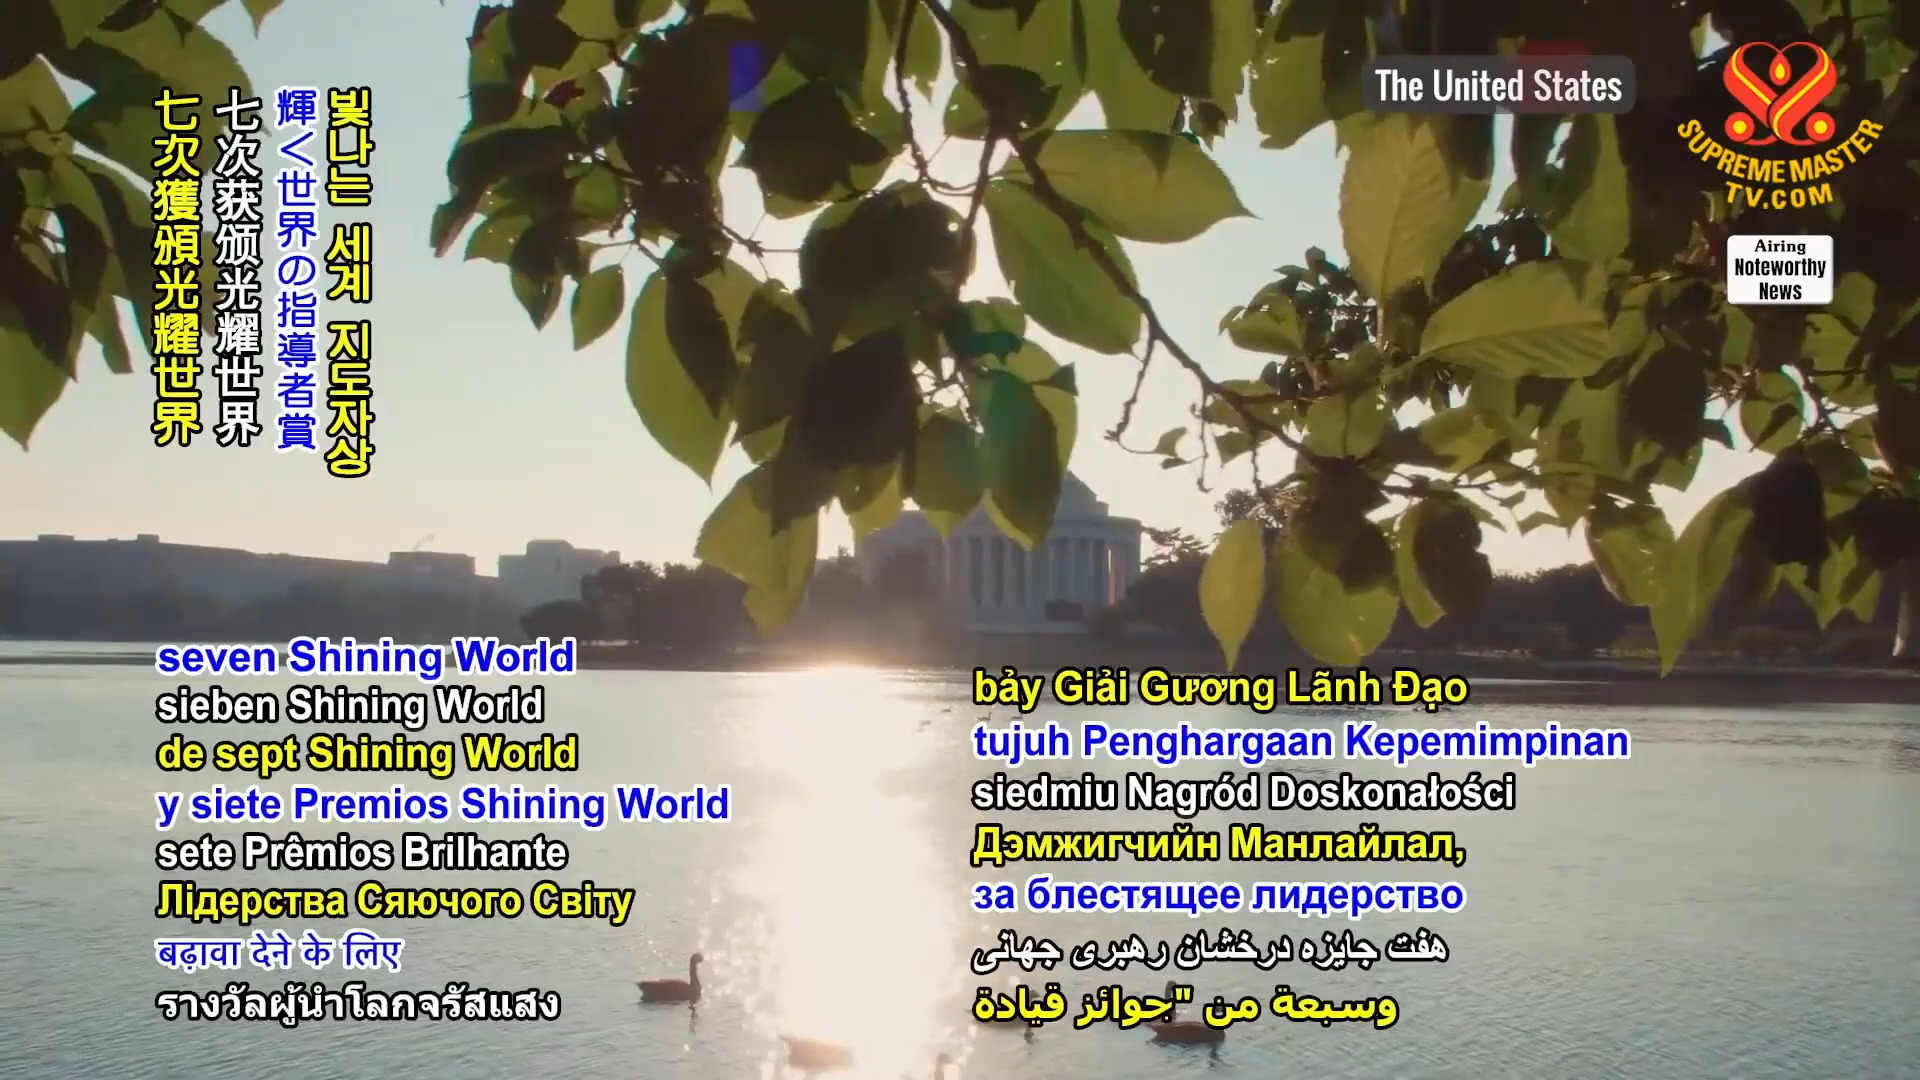 The United States
SUPREME MASTER
TV.COM
Airing
Noteworthy
News
七次獲頒光耀世界
七次获颁光耀世界
輝く世界の指導者賞
빛나는 세계 지도자상
seven Shining World
sieben Shining World
de sept Shining World
y siete Premios Shining World
sete Prêmios Brilhante
Лідерства Сяючого Світу
बढ़ावा देने के लिए
รางวัลผู้นำโลกจรัสแสง
bảy Giải Gương Lãnh Đạo
tujuh Penghargaan Kepemimpinan
siedmiu Nagród Doskonałości
Дэмжигчийн Манлайлал,
за блестящее лидерство
هفت جایزه درخشان رهبری جهانی
وسبعة من "جوائز قيادة